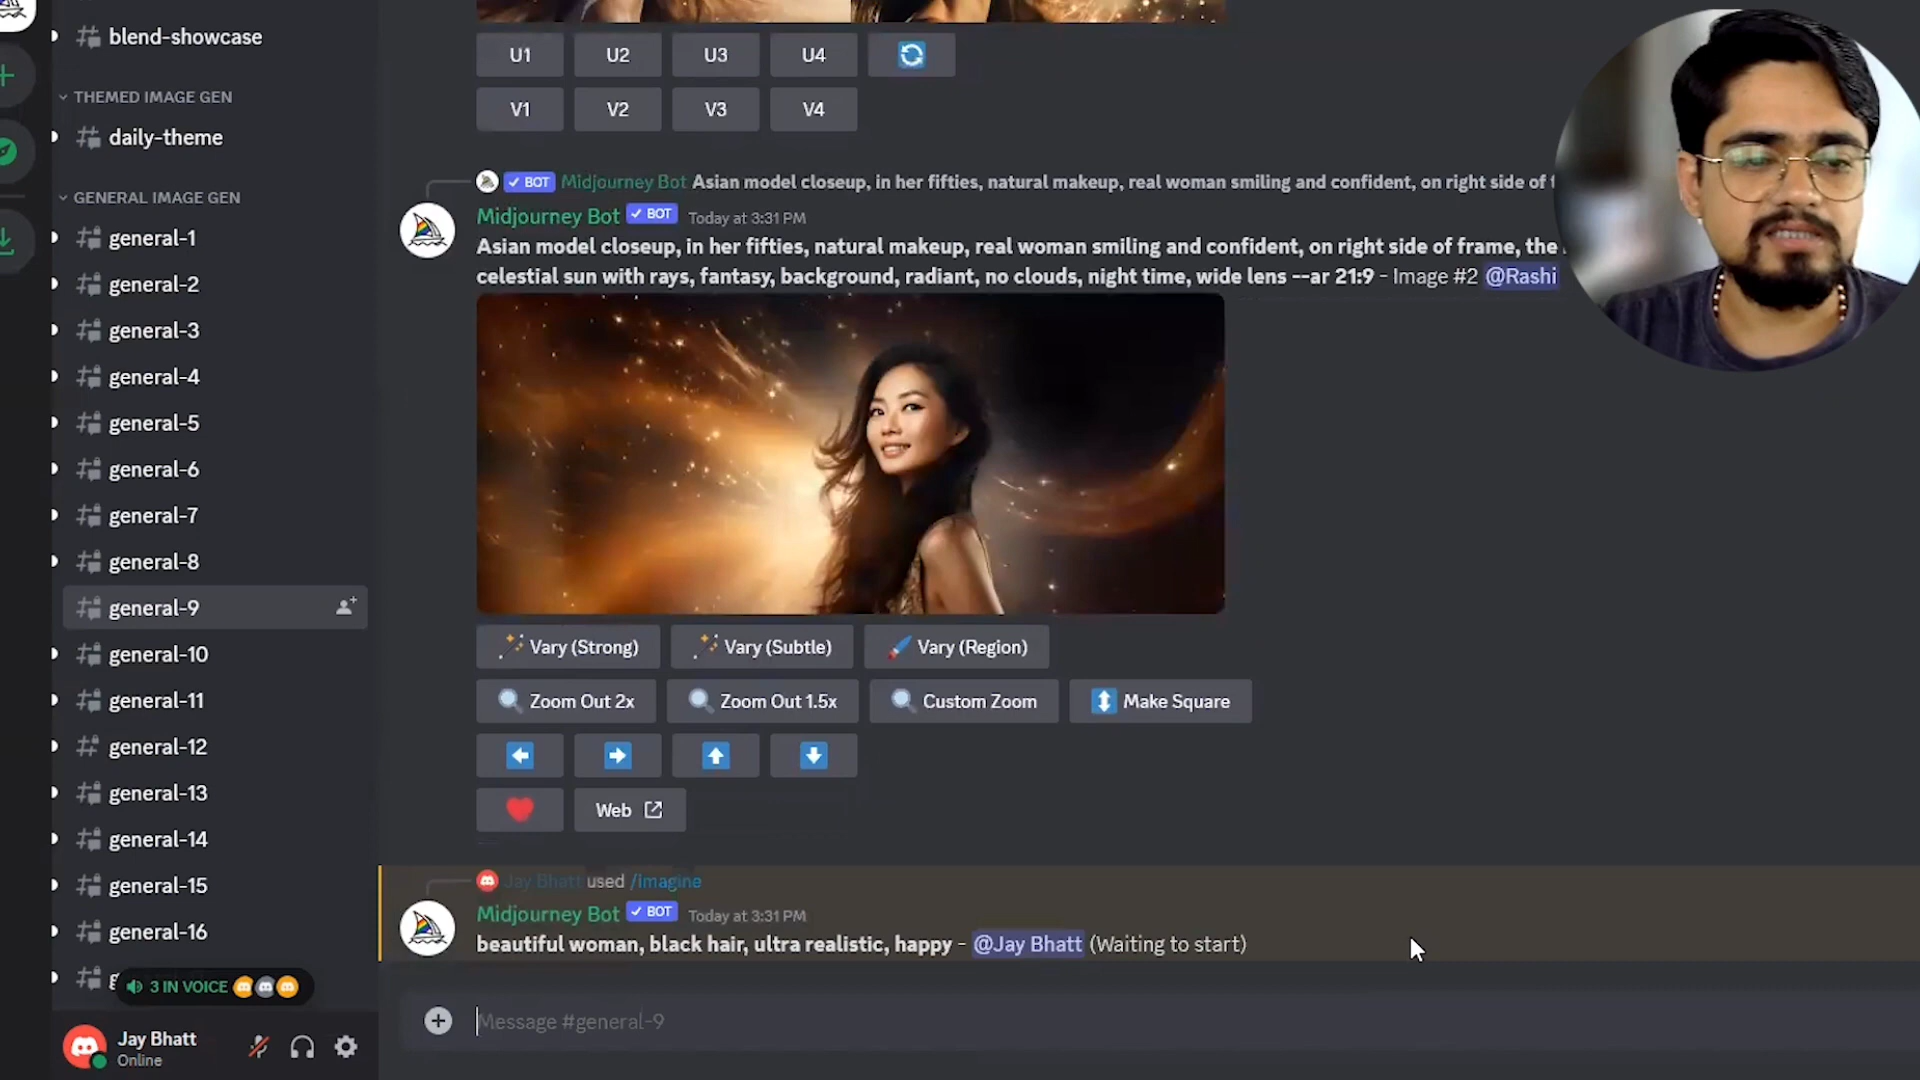 blend-showcase
THEMED IMAGE GEN
daily-theme
GENERAL IMAGE GEN
general-1
general-2
general-3
general-4
general-5
general-6
general-7
general-8
general-9
general-10
general-11
general-12
general-13
general-14
general-15
general-16
3 IN VOICE
Jay Bhatt
Online
U1 U2 U3 U4
V1 V2 V3 V4
BOT Midjourney Bot Asian model closeup, in her fifties, natural makeup, real woman smiling and confident, on right side of
Midjourney Bot BOT Today at 3:31 PM
Asian model closeup, in her fifties, natural makeup, real woman smiling and confident, on right side of frame, the
celestial sun with rays, fantasy, background, radiant, no clouds, night time, wide lens --ar 21:9 - Image #2 @Rashi
Vary (Strong) Vary (Subtle) Vary (Region)
Zoom Out 2x Zoom Out 1.5x Custom Zoom Make Square
Web
Jay Bhatt used /imagine
Midjourney Bot BOT Today at 3:31 PM
beautiful woman, black hair, ultra realistic, happy - @Jay Bhatt (Waiting to start)
Message #general-9